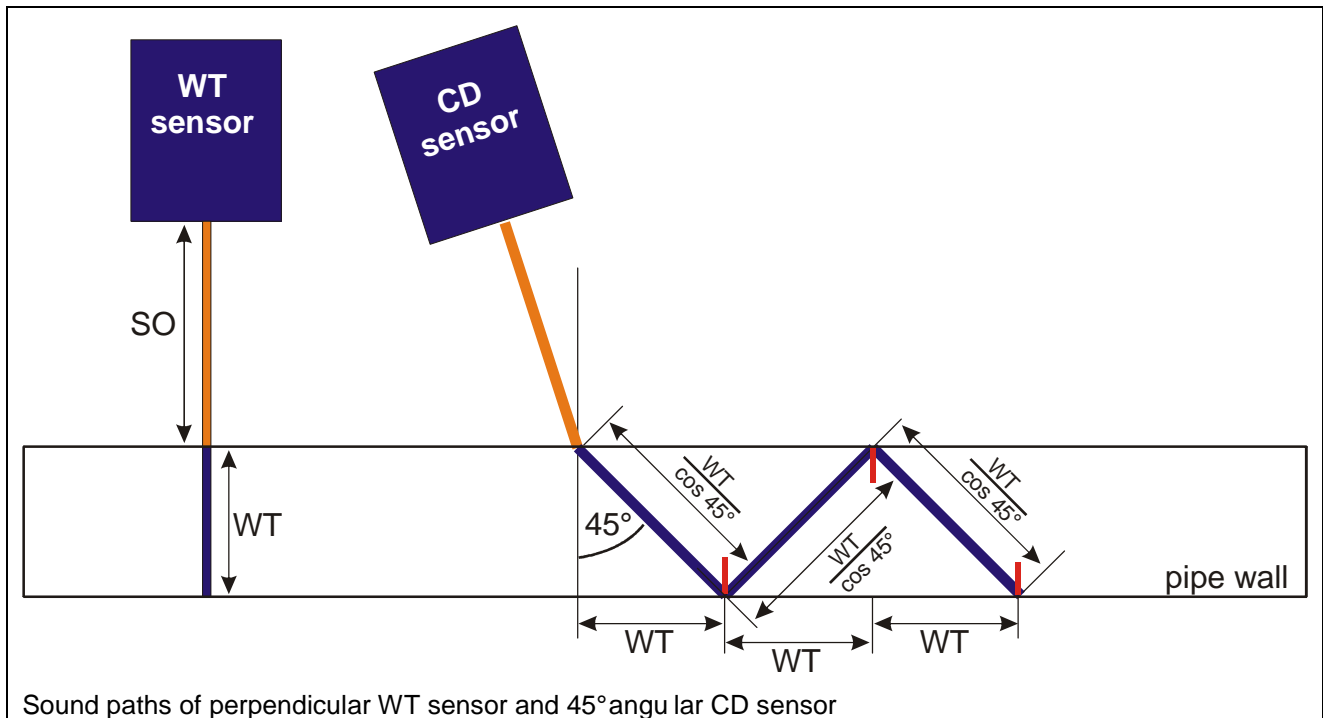 WT
sensor
CD
sensor
SO
WT
45°
WT
cos 45°
WT
cos 45°
WT
cos 45°
pipe wall
WT
WT
WT
Sound paths of perpendicular WT sensor and 45°angu lar CD sensor